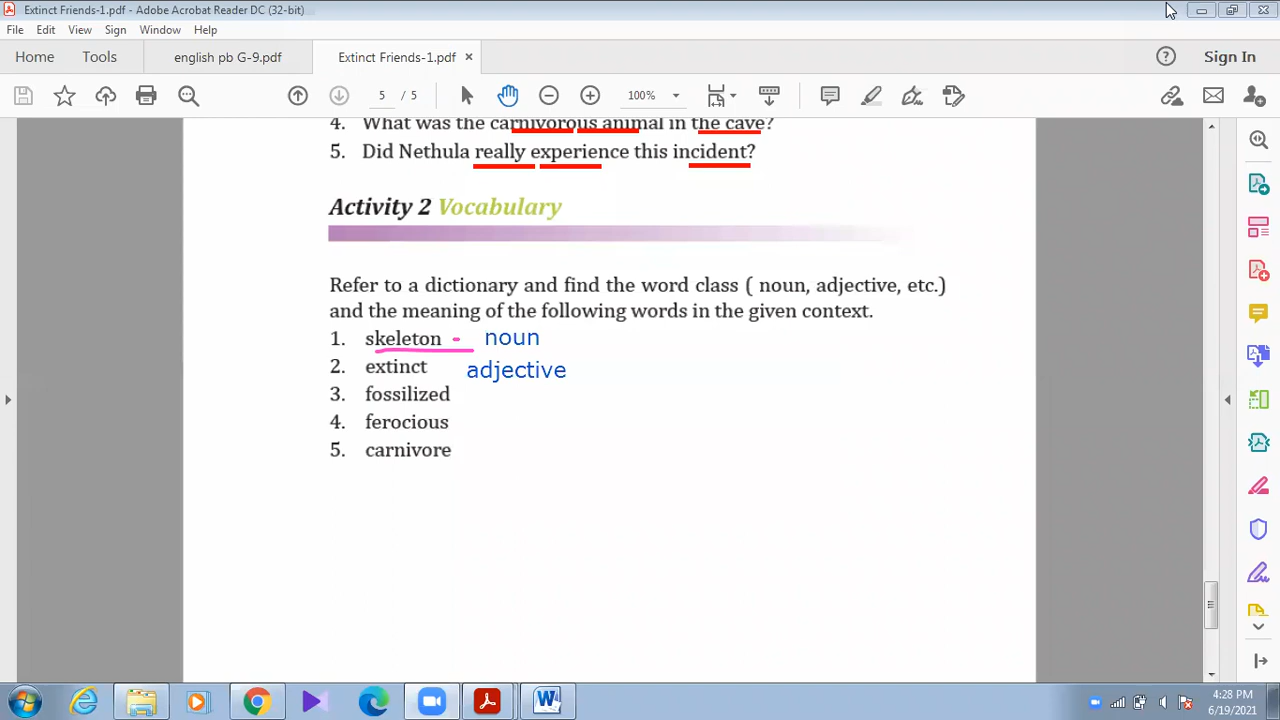 Extinct Friends-1.pdf - Adobe Acrobat Reader DC (32-bit)
File Edit View Sign Window Help
Home Tools english pb G-9.pdf Extinct Friends-1.pdf × Sign In
5 / 5 100%
4. What was the carnivorous animal in the cave?
5. Did Nethula really experience this incident?
Activity 2 Vocabulary
Refer to a dictionary and find the word class ( noun, adjective, etc.)
and the meaning of the following words in the given context.
1. skeleton - noun
2. extinct adjective
3. fossilized
4. ferocious
5. carnivore
4:28 PM
6/19/2021